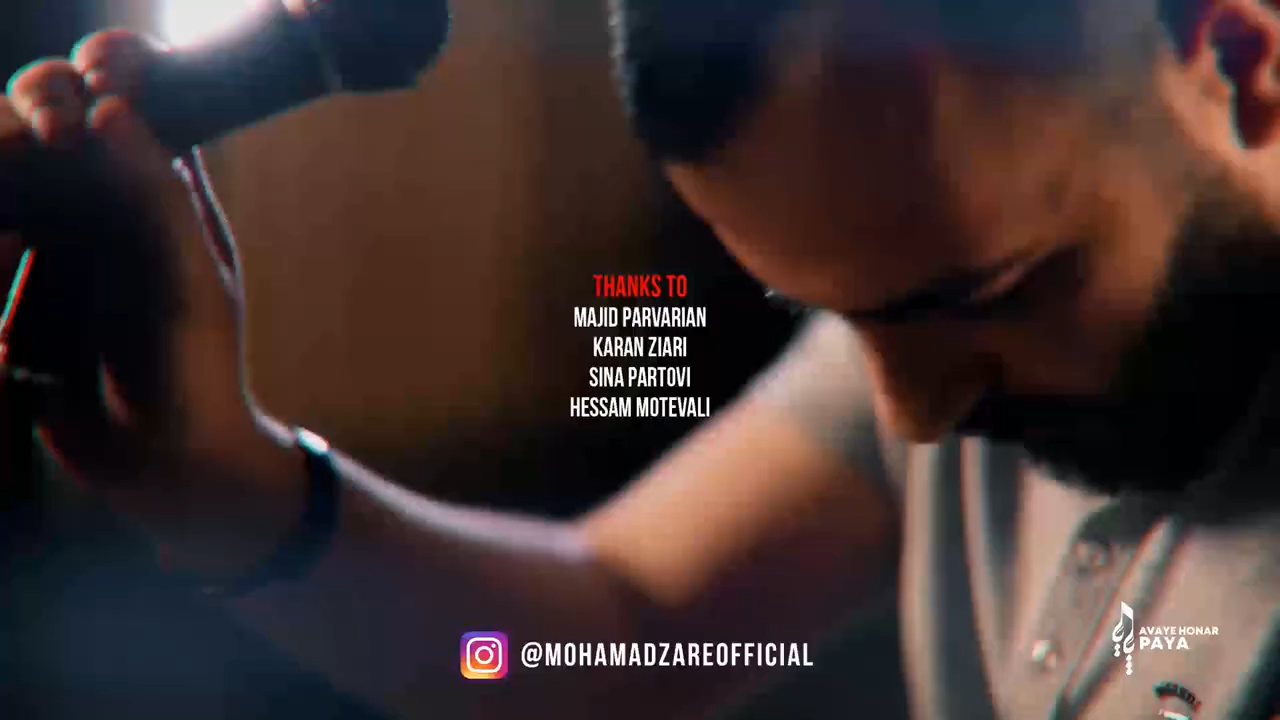 THANKS TO
MAJID PARVARIAN
KARAN ZIARI
SINA PARTOVI
HESSAM MOTEVALI
@MOHAMADZAREOFFICIAL
AVAYE HONAR
PAYA